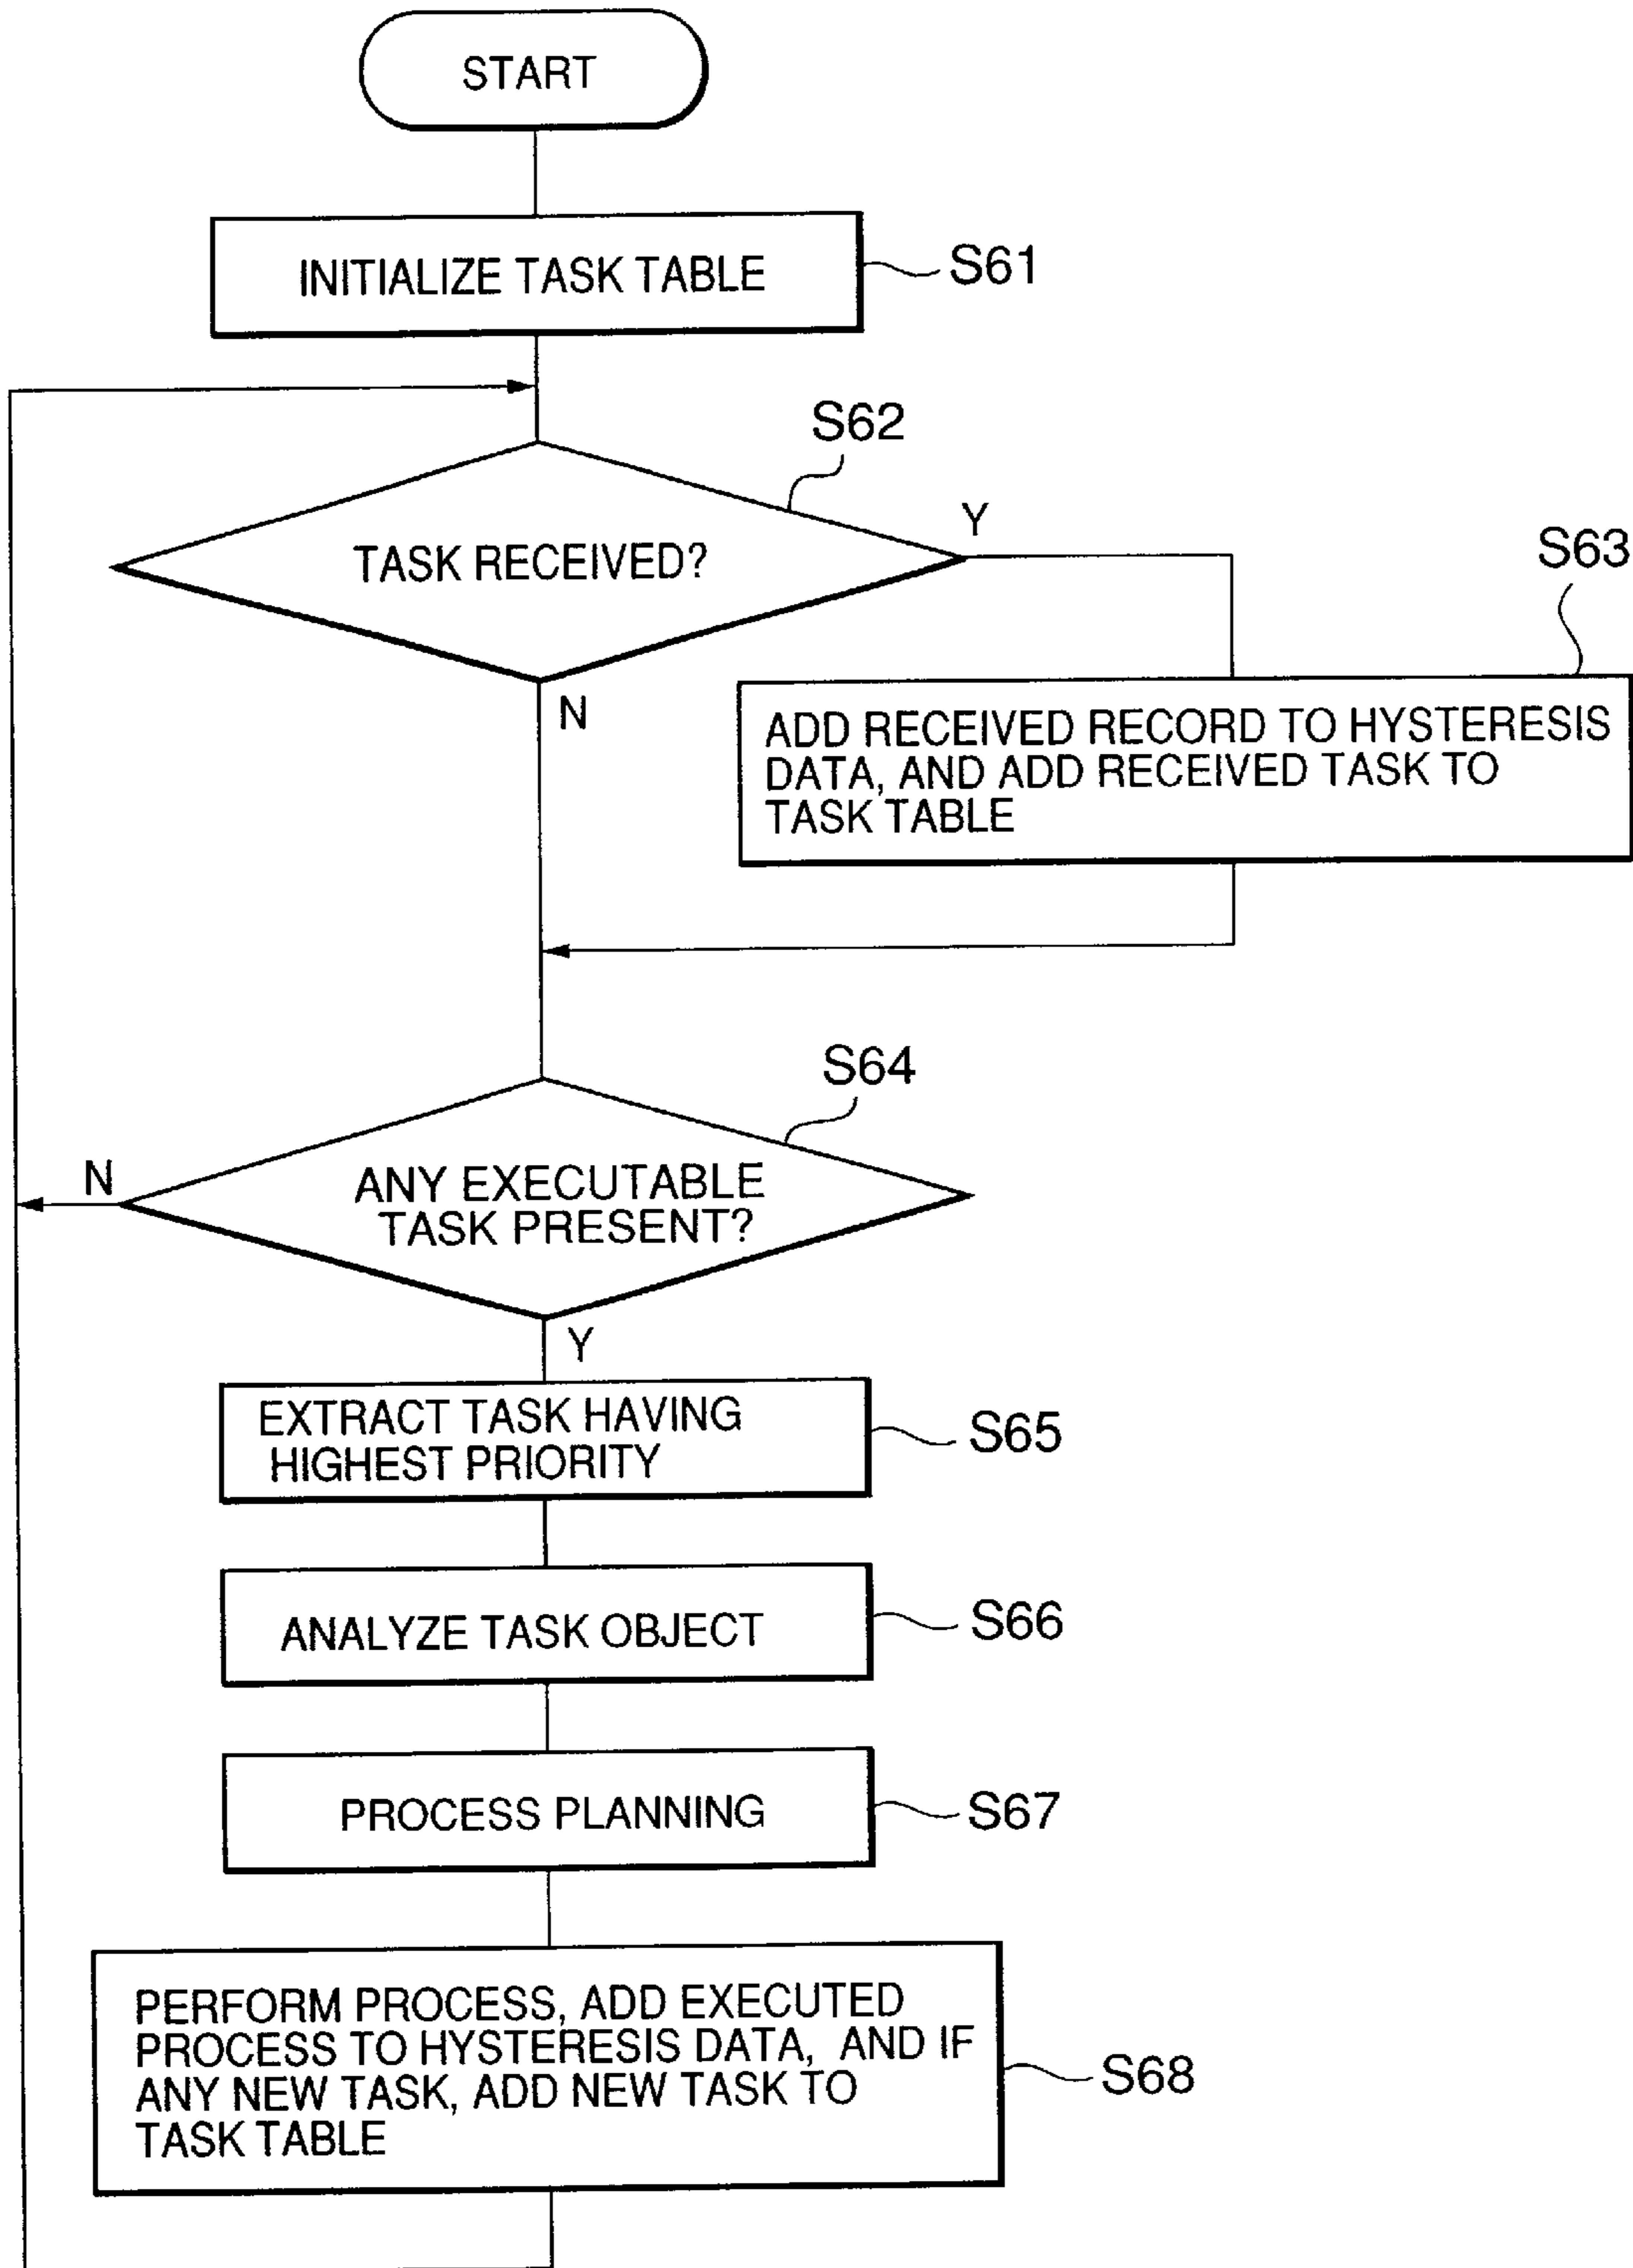 START
INITIALIZE TASK TABLE
S61
S62
TASK RECEIVED?
Y
N
S63
ADD RECEIVED RECORD TO HYSTERESIS
DATA, AND ADD RECEIVED TASK TO
TASK TABLE
S64
ANY EXECUTABLE
TASK PRESENT?
N
Y
EXTRACT TASK HAVING
HIGHEST PRIORITY
S65
ANALYZE TASK OBJECT
S66
PROCESS PLANNING
S67
PERFORM PROCESS, ADD EXECUTED
PROCESS TO HYSTERESIS DATA, AND IF
ANY NEW TASK, ADD NEW TASK TO
TASK TABLE
S68